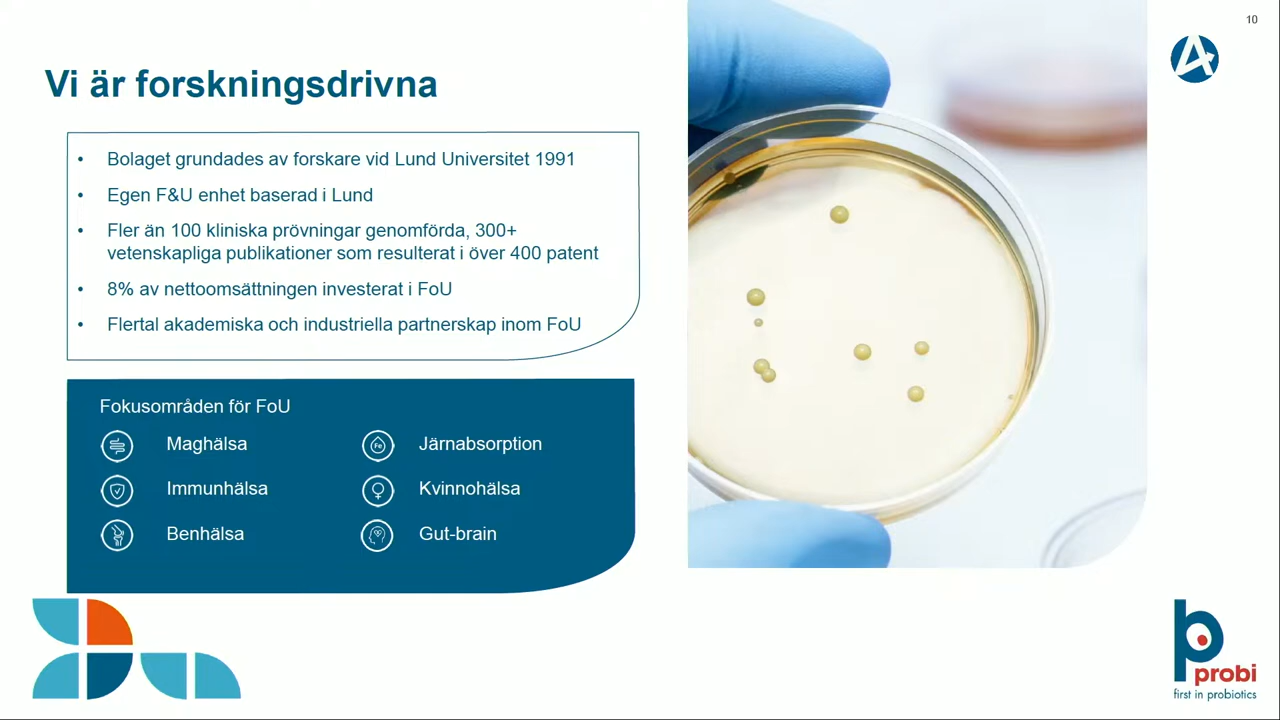 10
Vi är forskningsdrivna
• Bolaget grundades av forskare vid Lund Universitet 1991
• Egen F&U enhet baserad i Lund
• Fler än 100 kliniska prövningar genomförda, 300+
vetenskapliga publikationer som resulterat i över 400 patent
• 8% av nettoomsättningen investerat i FoU
• Flertal akademiska och industriella partnerskap inom FoU
Fokusområden för FoU
Maghälsa
Fe
Järnabsorption
Immunhälsa
Kvinnohälsa
Benhälsa
Gut-brain
probi
first in probiotics